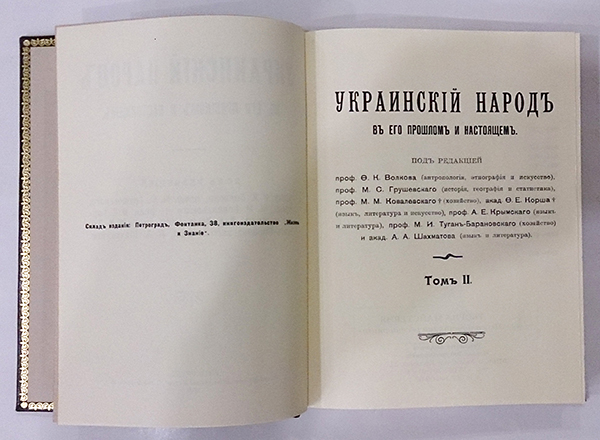 Складъ изданія: Петроградъ, Фонтанка, 38, книгоиздательство „Жизнь
и Знаніе“.
УКРАИНСКІЙ НАРОДЪ
ВЪ ЕГО ПРОШЛОМЪ И НАСТОЯЩЕМЪ.
ПОДЪ РЕДАКЦІЕЙ
проф. Ѳ. К. Волкова (антропологія, этнографія и искусство),
проф. М. С. Грушевскаго (исторія, географія и статистика),
проф. М. М. Ковалевскаго † (хозяйство), акад. Ѳ. Е. Корша †
(языкъ, литература и искусство), проф. А. Е. Крымскаго (языкъ
и литература), проф. М. И. Туганъ-Барановскаго (хозяйство)
и акад. А. А. Шахматова (языкъ и литература).
Томъ II.